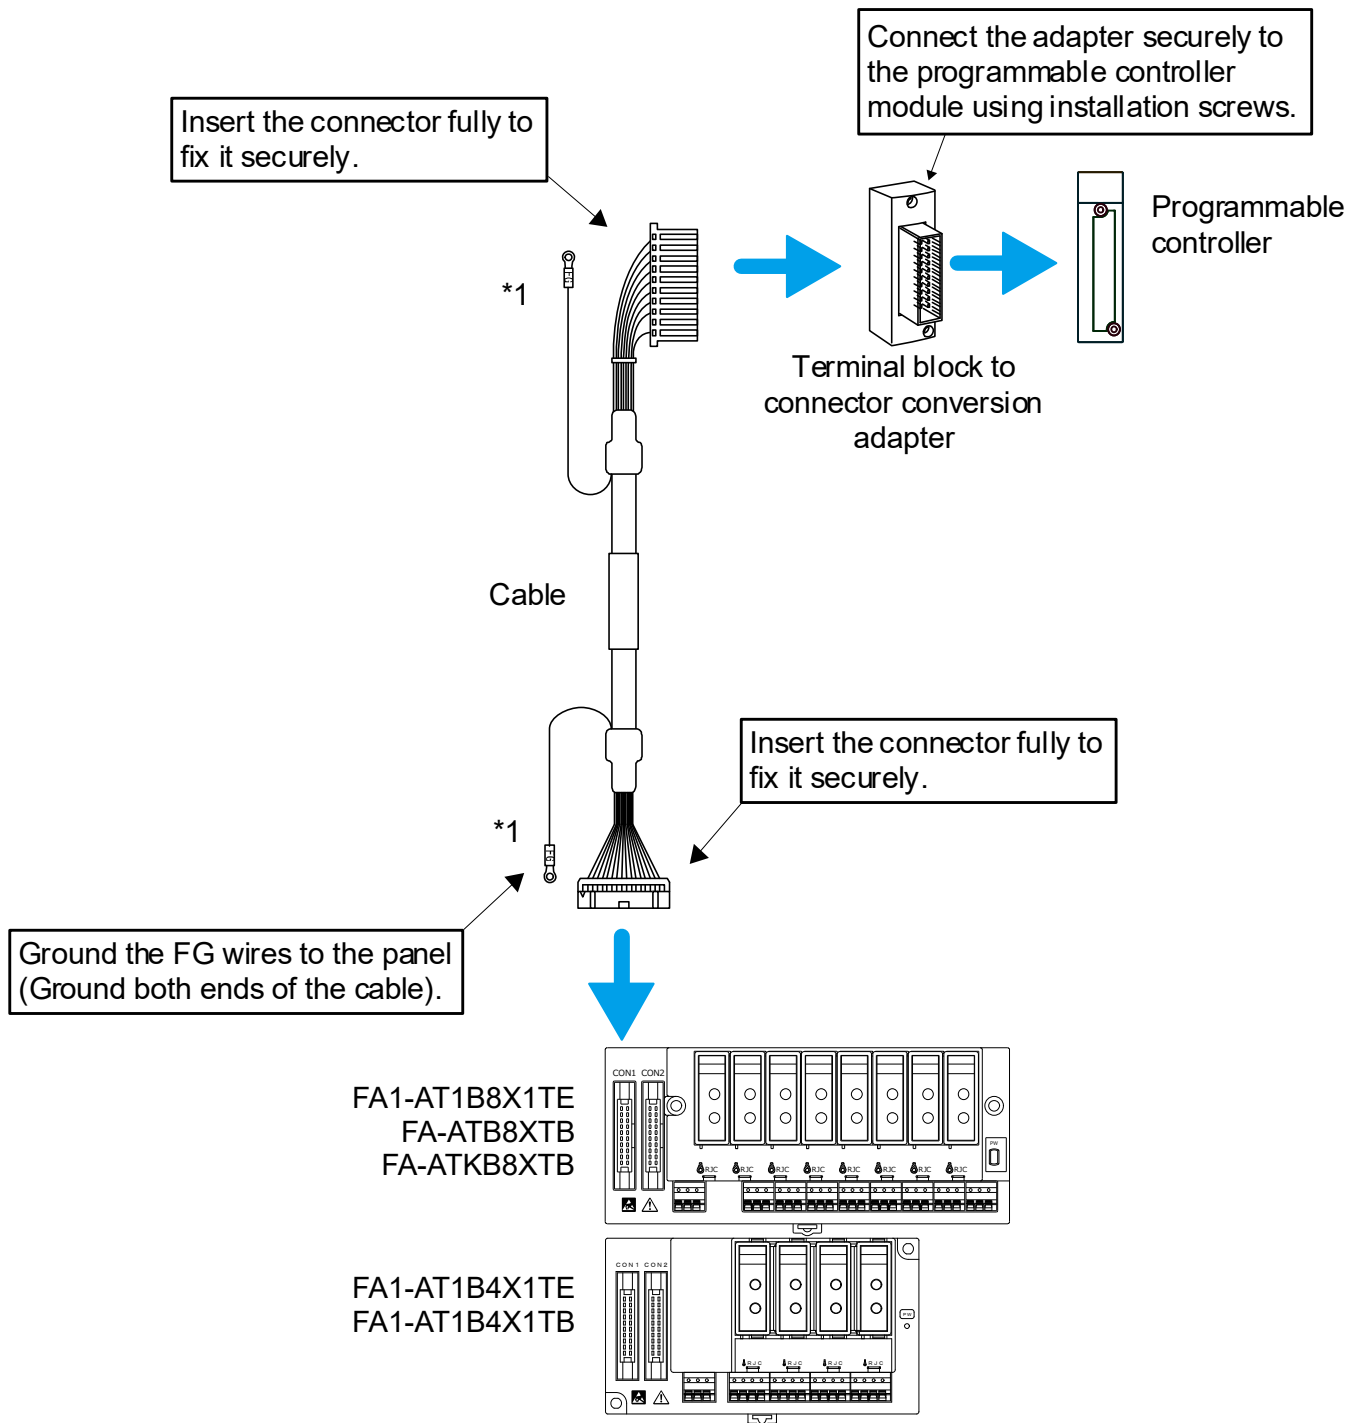 Connect the adapter securely to
the programmable controller
module using installation screws.
Insert the connector fully to
fix it securely.
Programmable
controller
*1
FG
Terminal block to
connector conversion
adapter
Cable
Insert the connector fully to
fix it securely.
*1
FG
Ground the FG wires to the panel
(Ground both ends of the cable).
FA1-AT1B8X1TE
FA-ATB8XTB
FA-ATKB8XTB
CON1 CON2
PW
RJC RJC RJC RJC RJC RJC RJC RJC
FA1-AT1B4X1TE
FA1-AT1B4X1TB
CON1 CON2
PW
RJC RJC RJC RJC